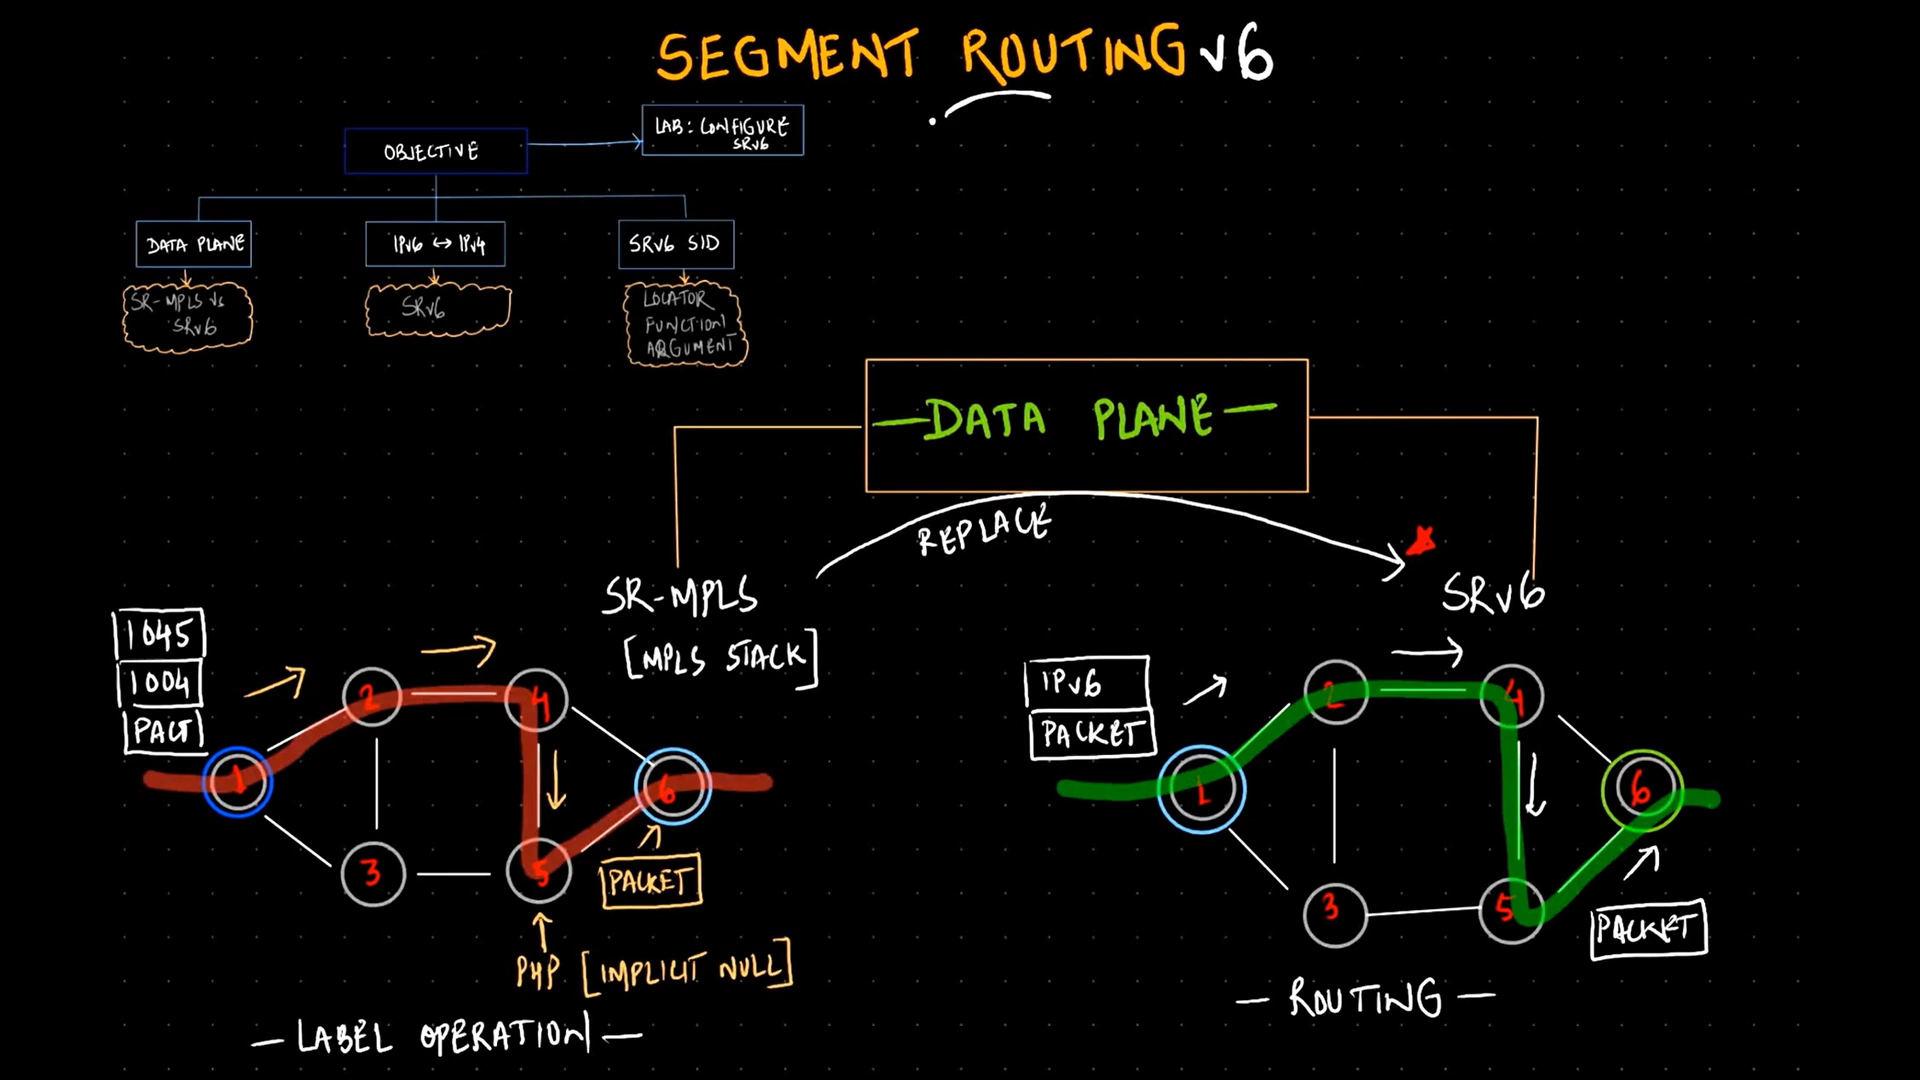 SEGMENT ROUTING v6
OBJECTIVE
LAB: CONFIGURE
SRv6
DATA PLANE
IPv6 ↔ IPv4
SRv6 SID
SR-MPLS vs
SRv6
SRv6
LOCATOR
FUNCTION
ARGUMENT
— DATA PLANE —
REPLACE
SR-MPLS
[MPLS STACK]
SRv6
1045
1004
PACT
1
2
3
4
5
6
PACKET
PHP [IMPLICIT NULL]
— LABEL OPERATION —
IPv6
PACKET
1
2
3
4
5
6
PACKET
— ROUTING —